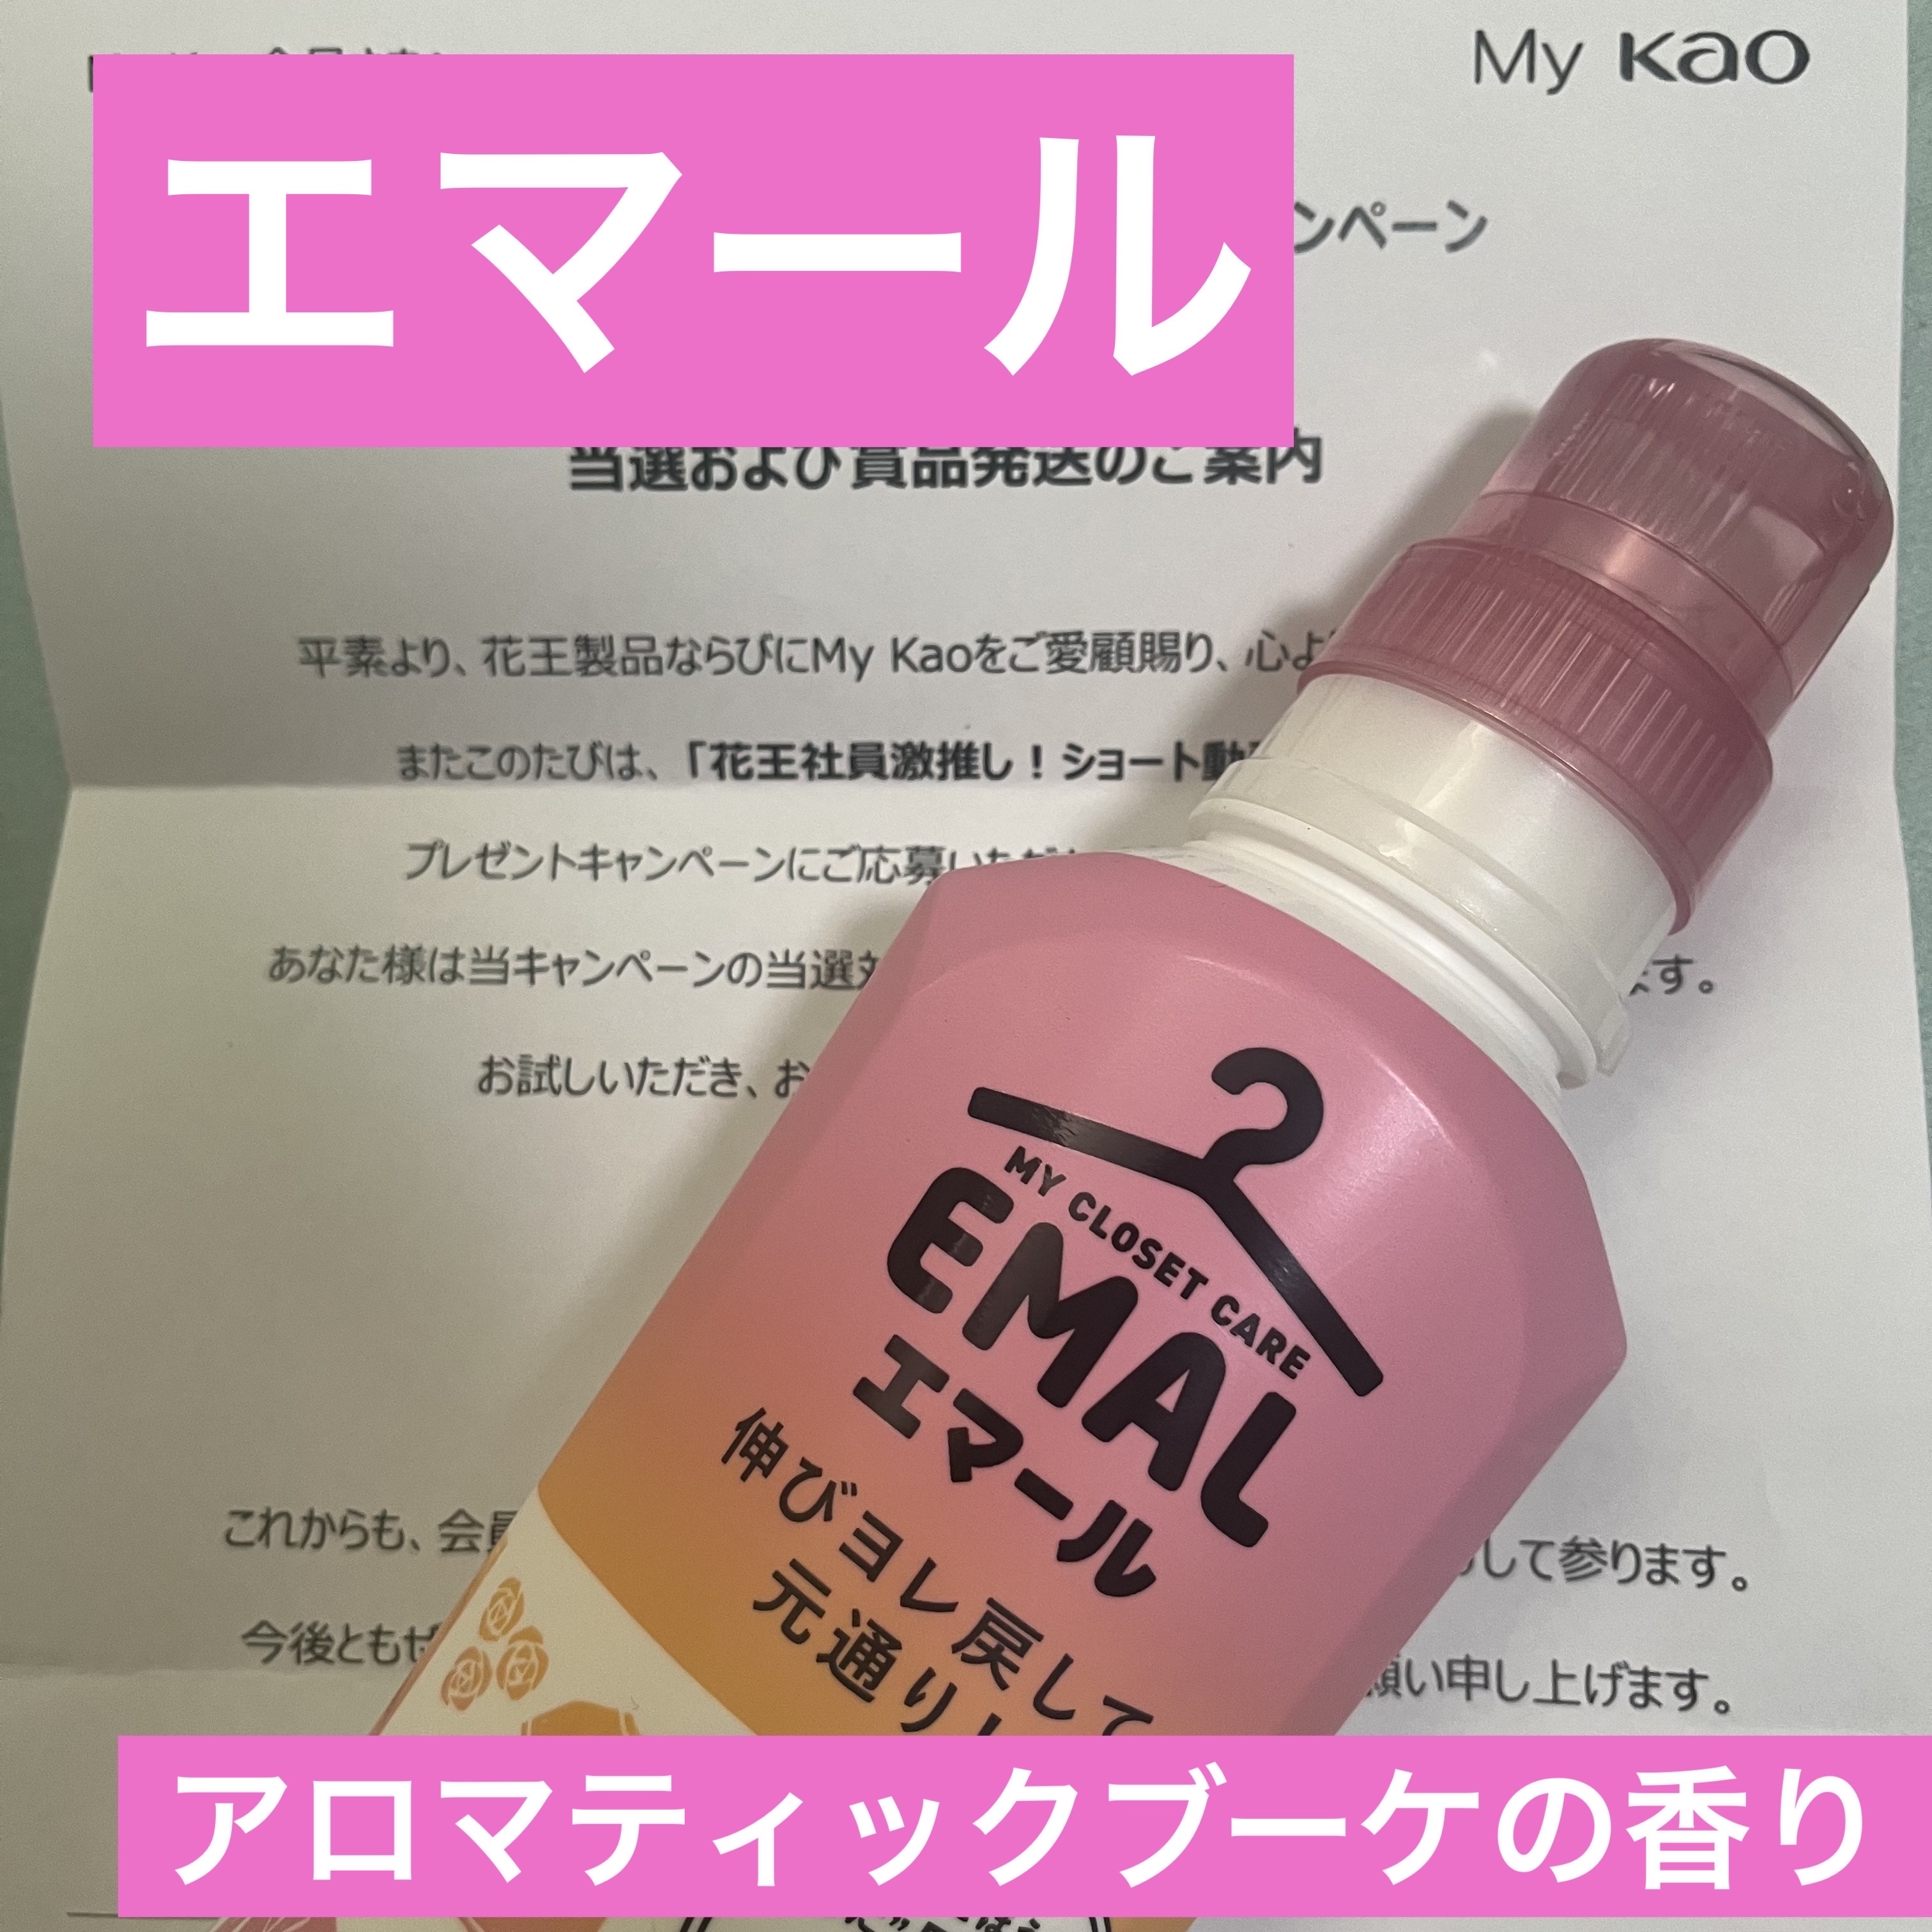 My Kao
エマール
ンペーン
当選および賞品発送のご案内
平素より、花王製品ならびにMy Kaoをご愛顧賜り、心よ
またこのたびは、「花王社員激推し！ショート動
プレゼントキャンペーンにご応募いただ
あなた様は当キャンペーンの当選
ます。
お試しいただき、お
MY CLOSET CARE
EMAL
エマール
伸びヨレ戻して
元通り！
これからも、会員
して参ります。
今後ともぜ
願い申し上げます。
アロマティックブーケの香り